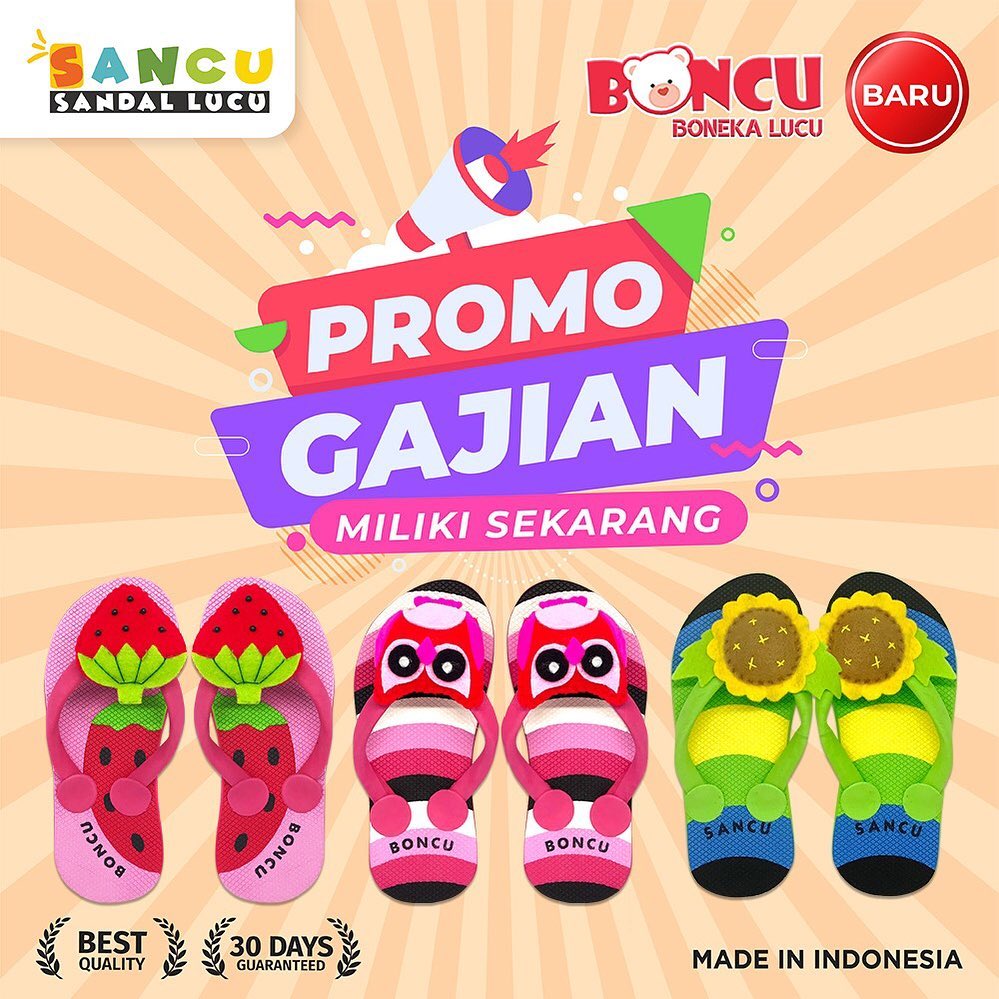 SANCU
SANDAL LUCU
BONCU
BONEKA LUCU
BARU
PROMO
GAJIAN
MILIKI SEKARANG
BONCU
BONCU
BONCU
BONCU
SANCU
SANCU
BEST
QUALITY
30 DAYS
GUARANTEED
MADE IN INDONESIA